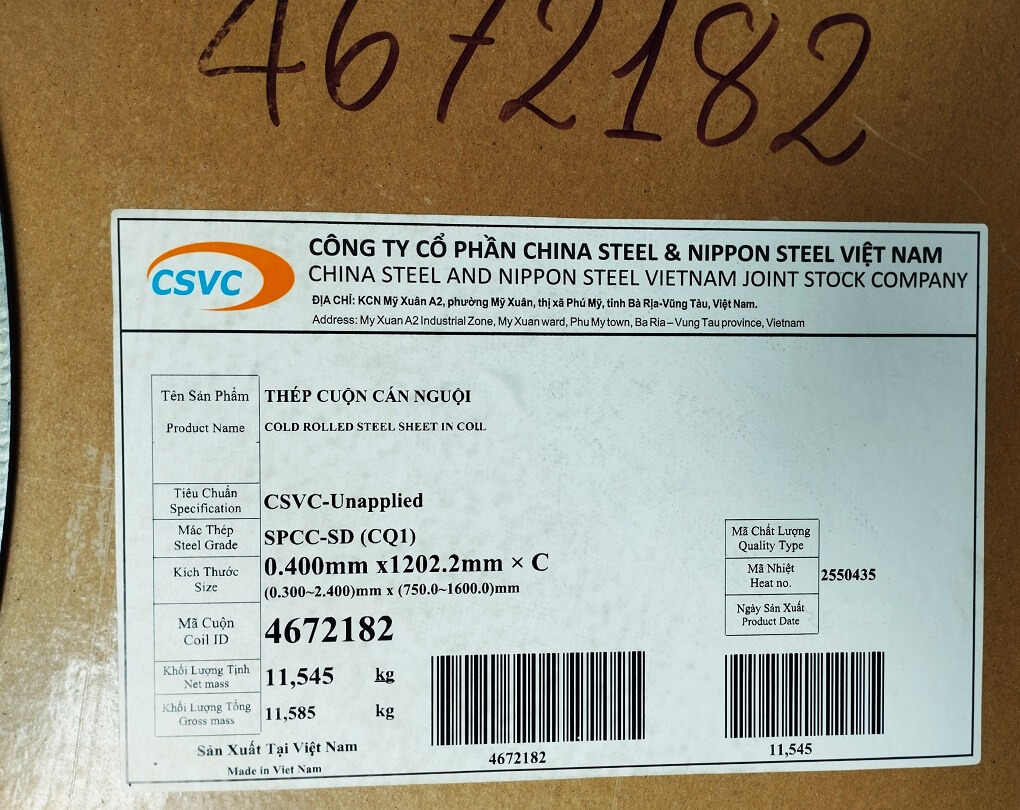 4672182
CSVC
CÔNG TY CỔ PHẦN CHINA STEEL & NIPPON STEEL VIỆT NAM
CHINA STEEL AND NIPPON STEEL VIETNAM JOINT STOCK COMPANY
ĐỊA CHỈ: KCN Mỹ Xuân A2, phường Mỹ Xuân, thị xã Phú Mỹ, tỉnh Bà Rịa-Vũng Tàu, Việt Nam.
Address: My Xuan A2 Industrial Zone, My Xuan ward, Phu My town, Ba Ria – Vung Tau province, Vietnam
Tên Sản Phẩm THÉP CUỘN CÁN NGUỘI
Product Name COLD ROLLED STEEL SHEET IN COIL
Tiêu Chuẩn
Specification
CSVC-Unapplied
Mác Thép
Steel Grade
SPCC-SD (CQ1)
Kích Thước
Size
0.400mm x1202.2mm × C
(0.300~2.400)mm x (750.0~1600.0)mm
Mã Cuộn
Coil ID
4672182
Khối Lượng Tịnh
Net mass
11,545 kg
Khối Lượng Tổng
Gross mass
11,585 kg
Mã Chất Lượng
Quality Type
Mã Nhiệt
Heat no.
2550435
Ngày Sản Xuất
Product Date
Sản Xuất Tại Việt Nam
Made in Viet Nam
4672182
11,545